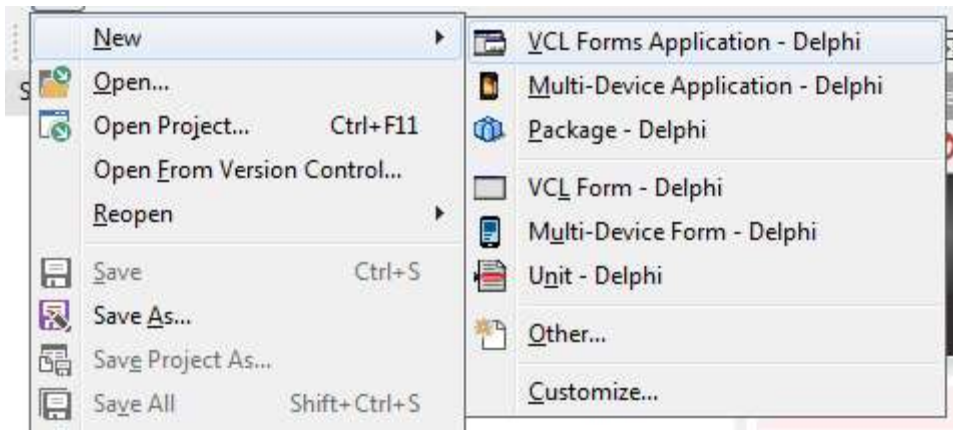 New
Open...
Open Project... Ctrl+F11
Open From Version Control...
Reopen
Save Ctrl+S
Save As...
Save Project As...
Save All Shift+Ctrl+S
VCL Forms Application - Delphi
Multi-Device Application - Delphi
Package - Delphi
VCL Form - Delphi
Multi-Device Form - Delphi
Unit - Delphi
Other...
Customize...